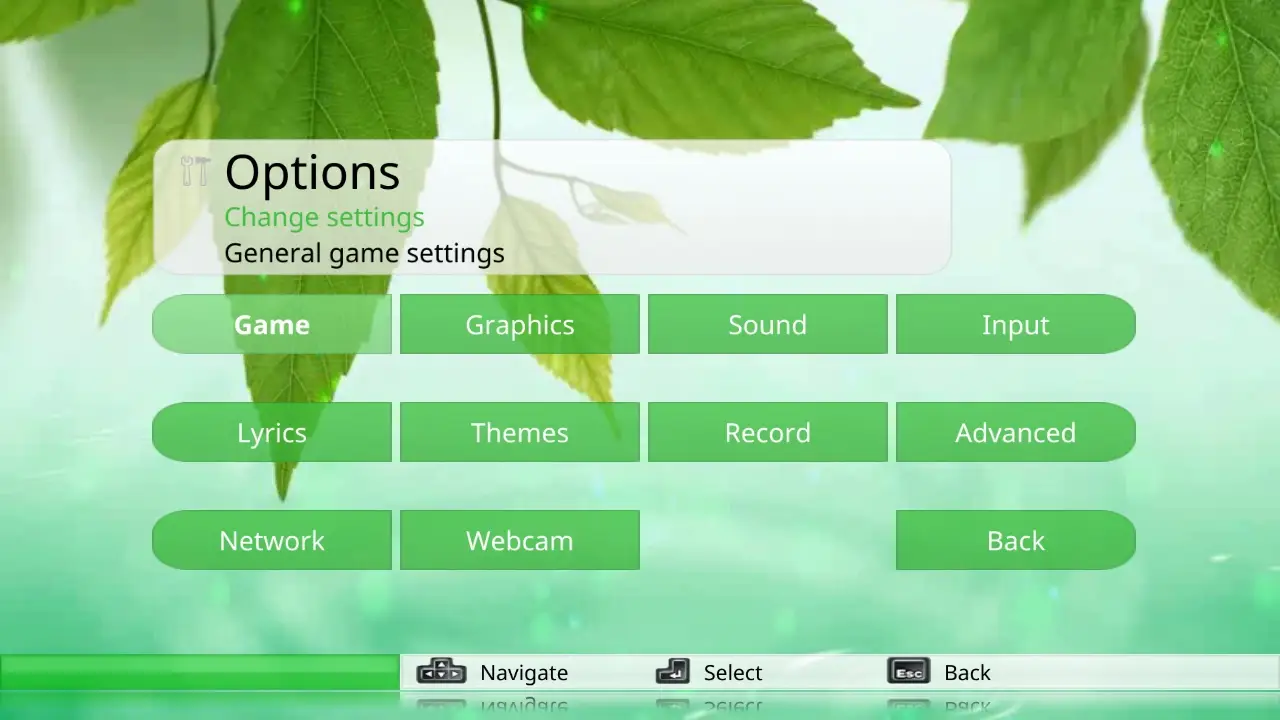 Options
Change settings
General game settings
Game Graphics Sound Input
Lyrics Themes Record Advanced
Network Webcam Back
Navigate Esc Select Back